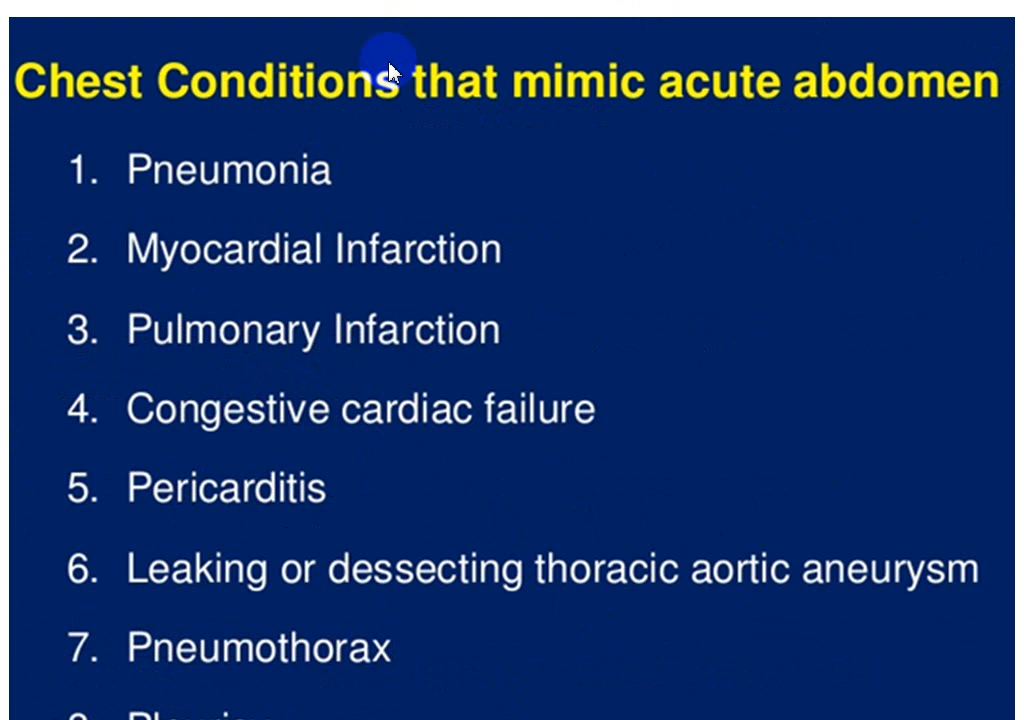 Chest Conditions that mimic acute abdomen
1. Pneumonia
2. Myocardial Infarction
3. Pulmonary Infarction
4. Congestive cardiac failure
5. Pericarditis
6. Leaking or dessecting thoracic aortic aneurysm
7. Pneumothorax